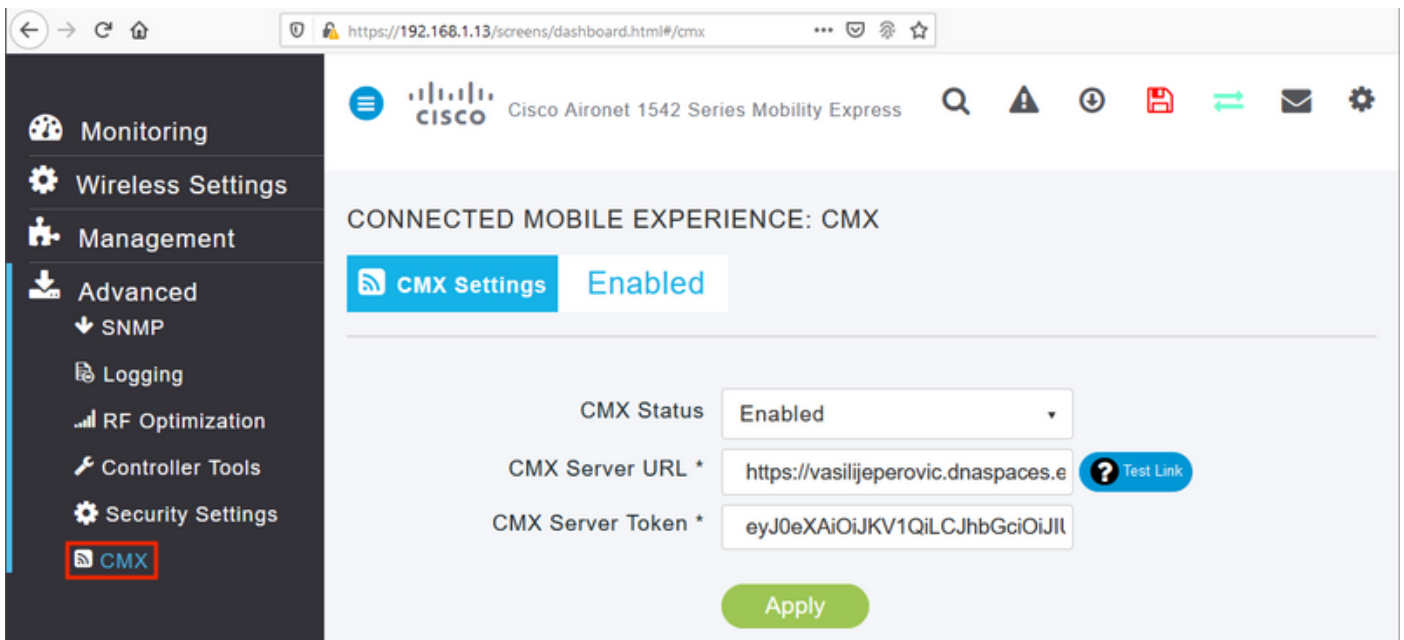 https://192.168.1.13/screens/dashboard.html#/cmx
CISCO
Cisco Aironet 1542 Series Mobility Express
Monitoring
Wireless Settings
Management
Advanced
SNMP
Logging
RF Optimization
Controller Tools
Security Settings
CMX
CONNECTED MOBILE EXPERIENCE: CMX
CMX Settings Enabled
CMX Status Enabled
CMX Server URL * https://vasilijeperovic.dnaspaces.e ? Test Link
CMX Server Token * eyJ0eXAiOiJKV1QiLCJhbGciOiJIU
Apply